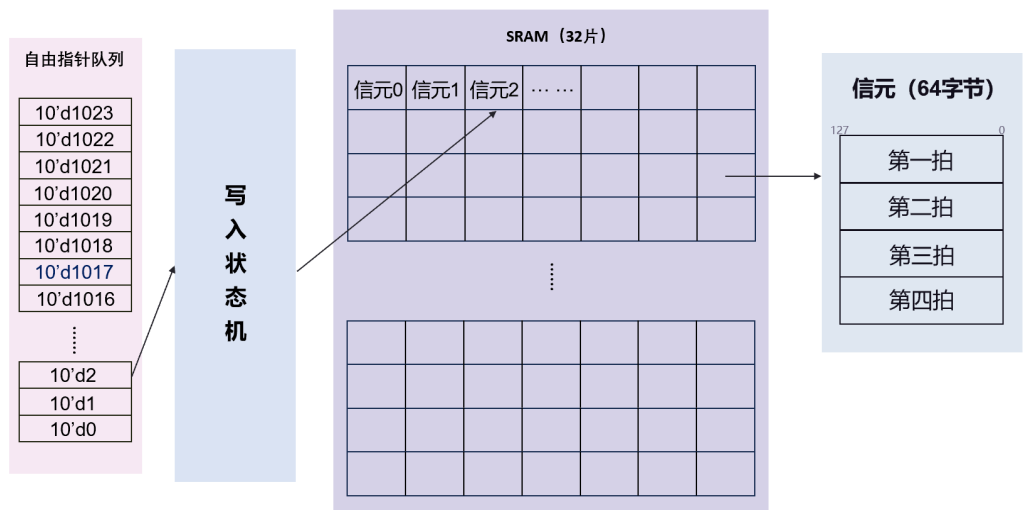 自由指针队列
10’d1023
10’d1022
10’d1021
10’d1020
10’d1019
10’d1018
10’d1017
10’d1016
……
10’d2
10’d1
10’d0
写
入
状
态
机
SRAM（32片）
信元0 信元1 信元2 … …
……
信元（64字节）
127 0
第一拍
第二拍
第三拍
第四拍